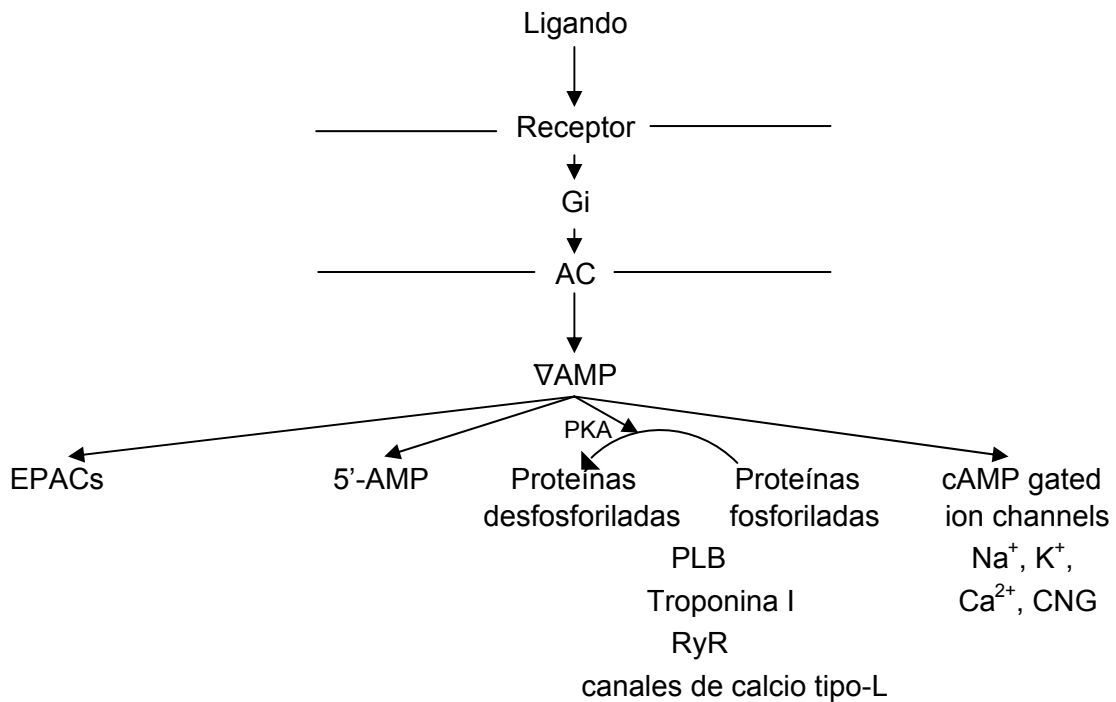 Ligando
Receptor
Gi
AC
∇AMP
PKA
EPACs
5’-AMP
Proteínas desfosforiladas
Proteínas fosforiladas
cAMP gated ion channels
PLB
Troponina I
RyR
canales de calcio tipo-L
Na⁺, K⁺,
Ca²⁺, CNG